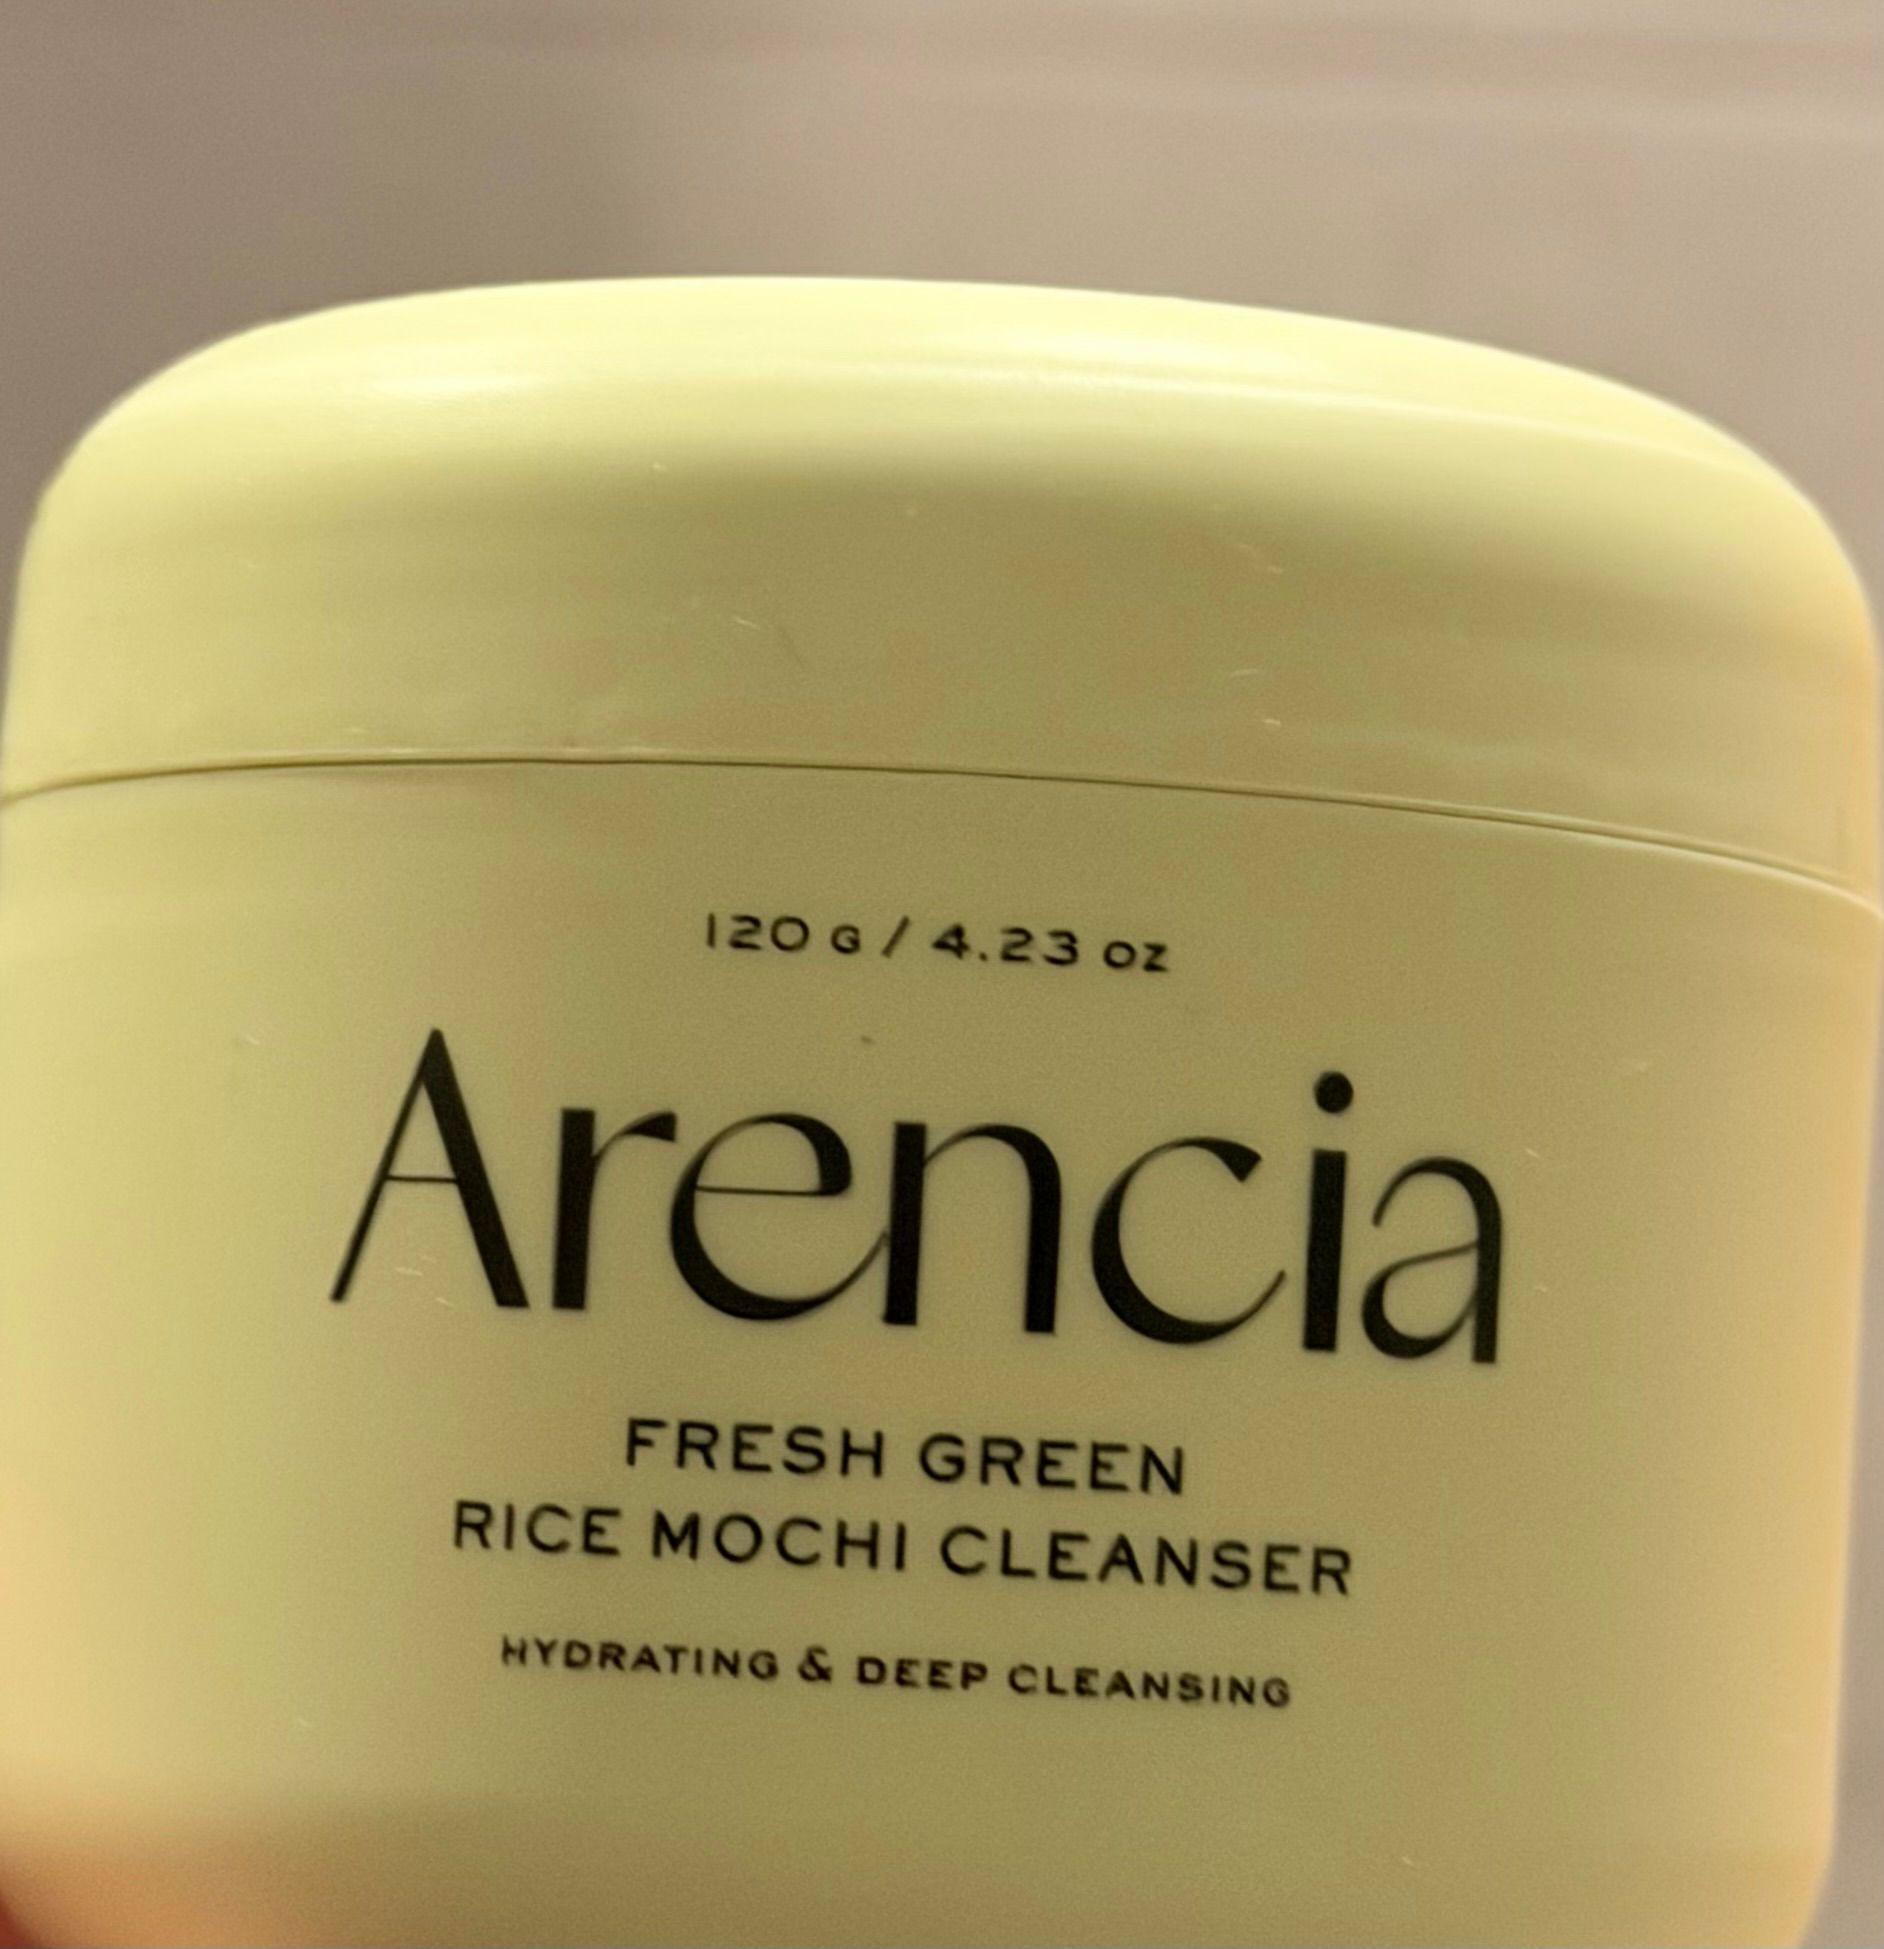 120 G / 4.23 OZ
Arencia
FRESH GREEN
RICE MOCHI CLEANSER
HYDRATING & DEEP CLEANSING